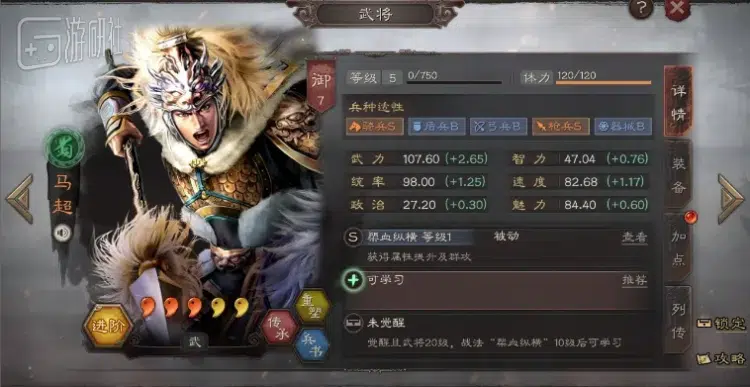 游研社
武将
?
御
7
蜀
马超
等级 5 0/750 体力 120/120
兵种适性
骑兵S 盾兵B 弓兵B 枪兵S 器械B
武力 107.60 (+2.65) 智力 47.04 (+0.76)
统率 98.00 (+1.25) 速度 82.68 (+1.17)
政治 27.20 (+0.30) 魅力 84.40 (+0.60)
S 槊血纵横 等级1 被动 查看
获得属性提升及群攻
可学习 推荐
未觉醒
觉醒且武将20级，战法“槊血纵横”10级后可学习
进阶
武
传承
重塑
兵书
详情
装备
加点
列传
锁定
攻略